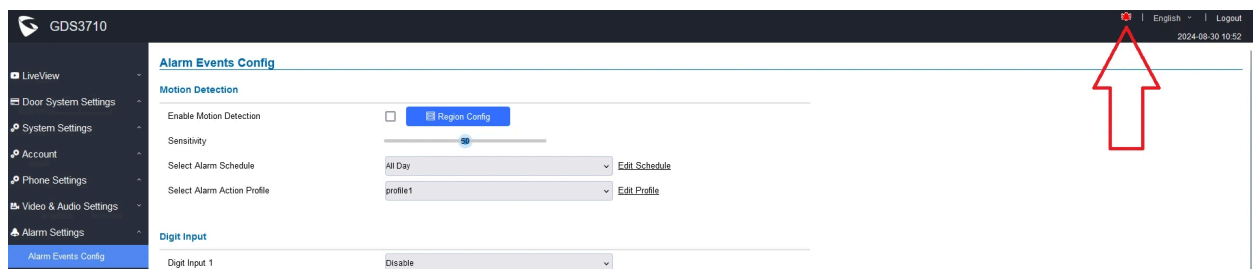 GDS3710
English | Logout
2024-08-30 10:52
LiveView
Door System Settings
System Settings
Account
Phone Settings
Video & Audio Settings
Alarm Settings
Alarm Events Config
Alarm Events Config
Motion Detection
Enable Motion Detection Region Config
Sensitivity 50
Select Alarm Schedule All Day Edit Schedule
Select Alarm Action Profile profile1 Edit Profile
Digit Input
Digit Input 1 Disable